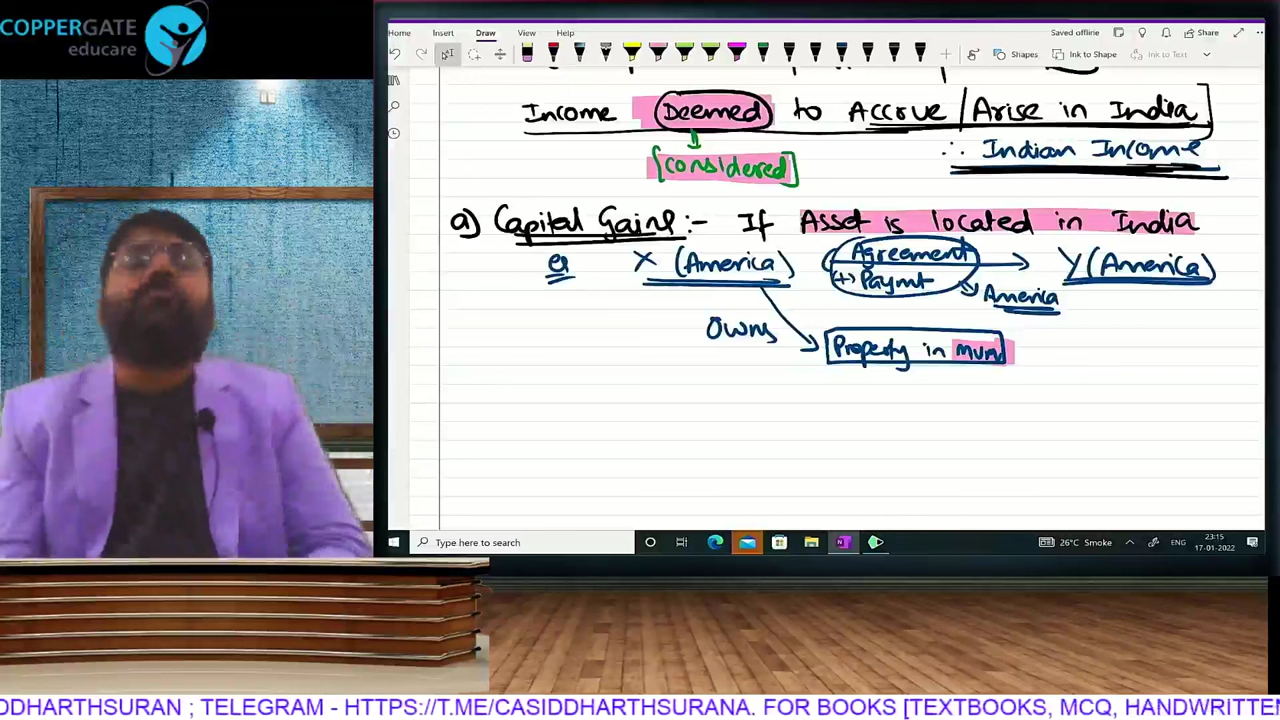 COPPERGATE
educare
Home Insert Draw View Help
Saved offline
Share
Shapes
Ink to Shape
Ink to Text
Income Deemed to Accrue / Arise in India
∴ Indian Income
[considered]
a) Capital Gains :- If Asset is located in India
eg X (America) Agreement Y (America)
(+) Paymt
America
Owns
Property in mum
Type here to search
26°C Smoke
ENG
23:15
17-01-2022
DDHARTHSURAN ; TELEGRAM - HTTPS://T.ME/CASIDDHARTHSURANA. FOR BOOKS [TEXTBOOKS, MCQ, HANDWRITTEN